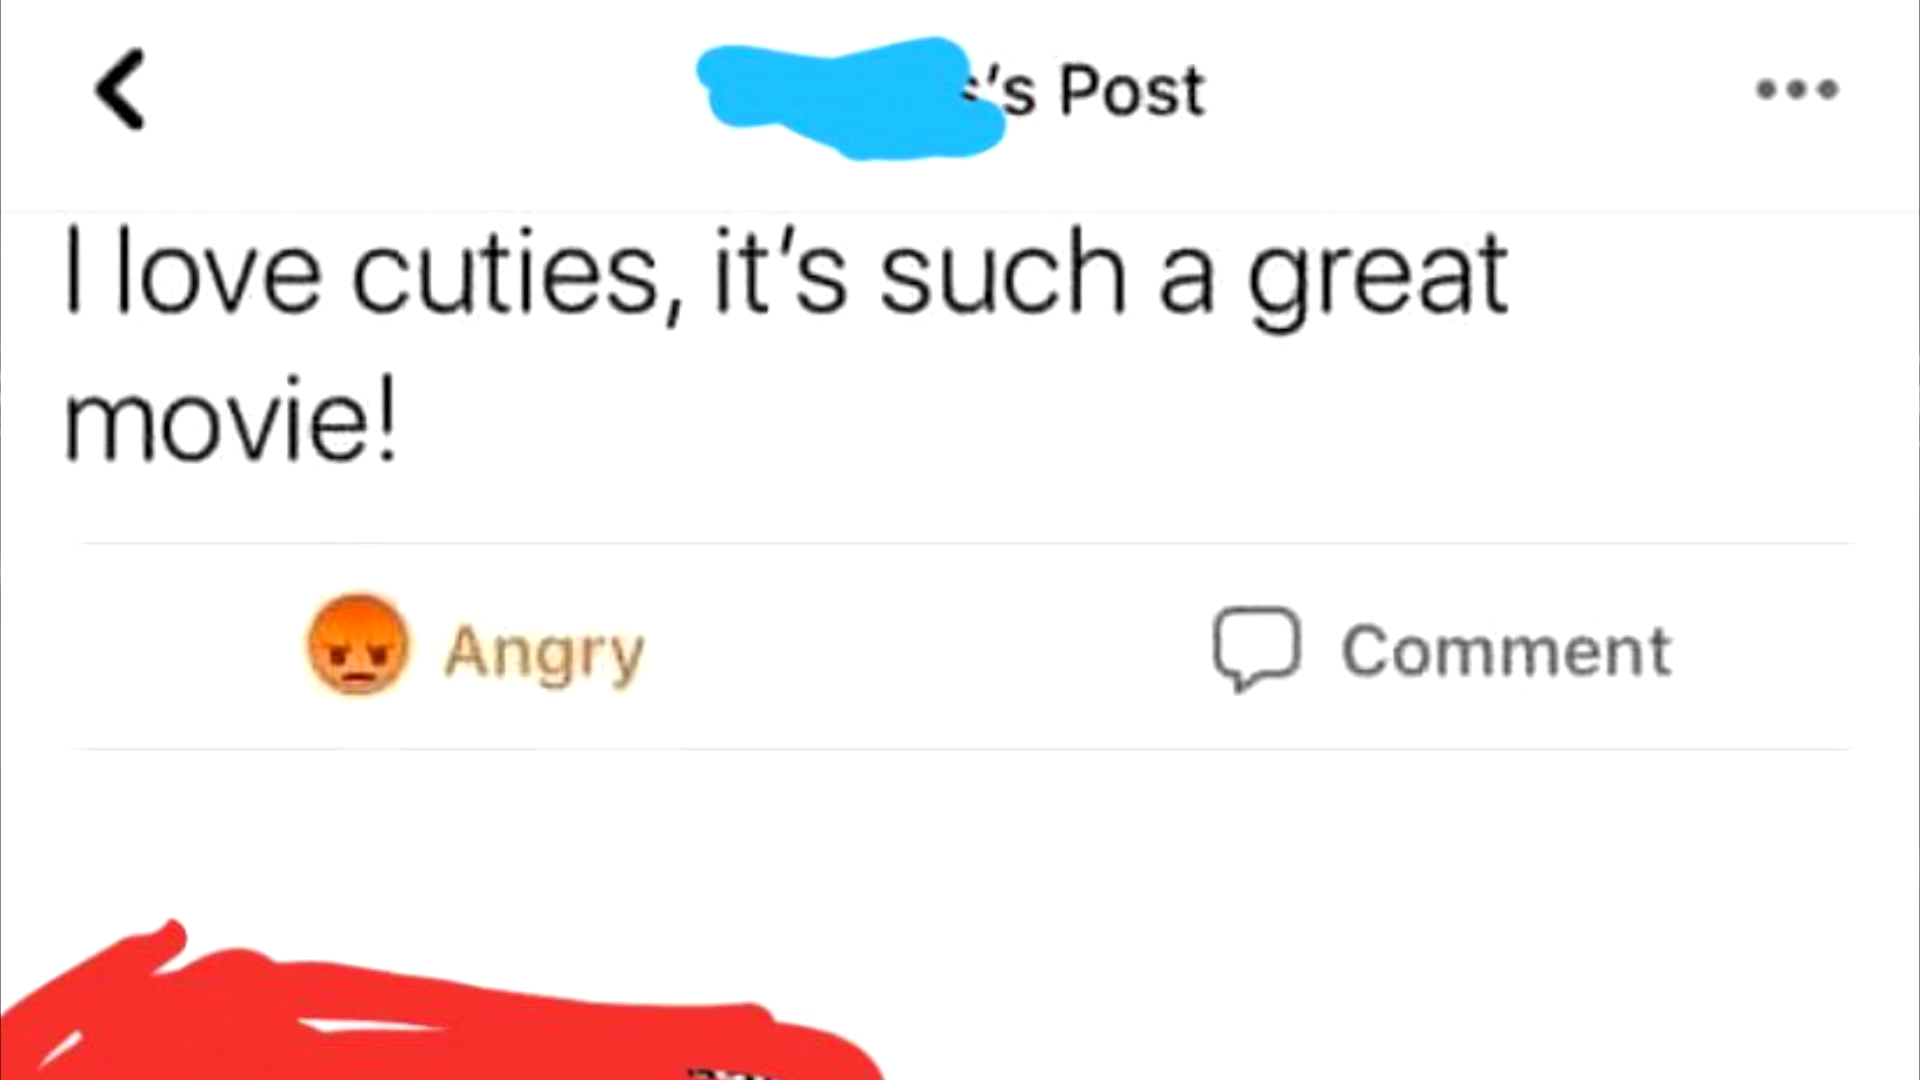 's Post
I love cuties, it's such a great
movie!
Angry
Comment